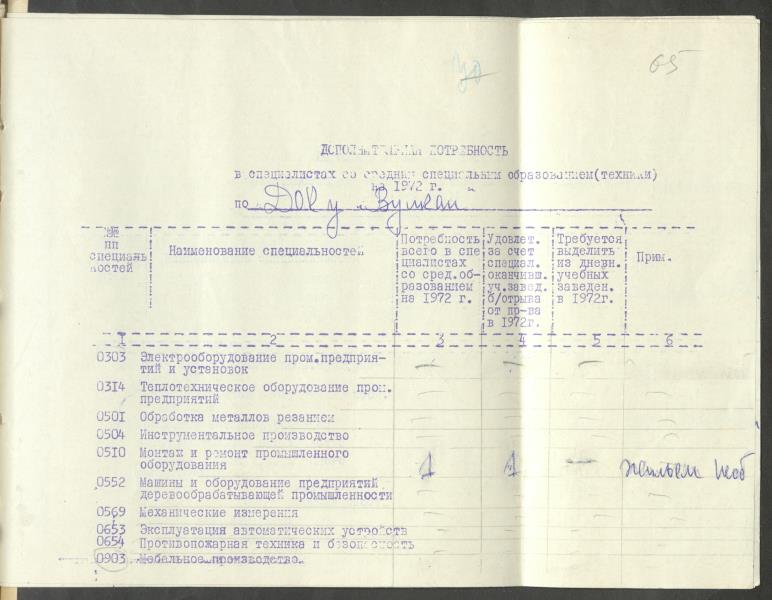 65
ДОПОЛНИТЕЛЬНАЯ ПОТРЕБНОСТЬ
в специалистах со средним специальным образованием(техники)
на 1972 г.
по ДОК у "Вулкан"
№№ пп специаль ностей
Наименование специальностей
Потребность всего в спе циалистах со сред.об- разованием на 1972 г.
Удовлет. за счет специал. оканчивш. уч.завед. б/отрыва от пр-ва в 1972г.
Требуется выделить из дневн. учебных заведен. в 1972г.
Прим.
1 2 3 4 5 6
0303 Электрооборудование пром.предприя- — — —
тий и установок
0314 Теплотехническое оборудование пром.
предприятий
0501 Обработка металлов резанием
0504 Инструментальное производство
0510 Монтаж и ремонт промышленного
оборудования 1 1 —
0552 Машины и оборудование предприятий
деревообрабатывающей промышленности
0569 Механические измерения
0653 Эксплуатация автоматических устройств
0654 Противопожарная техника и безопасность
0903 Мебельное производство